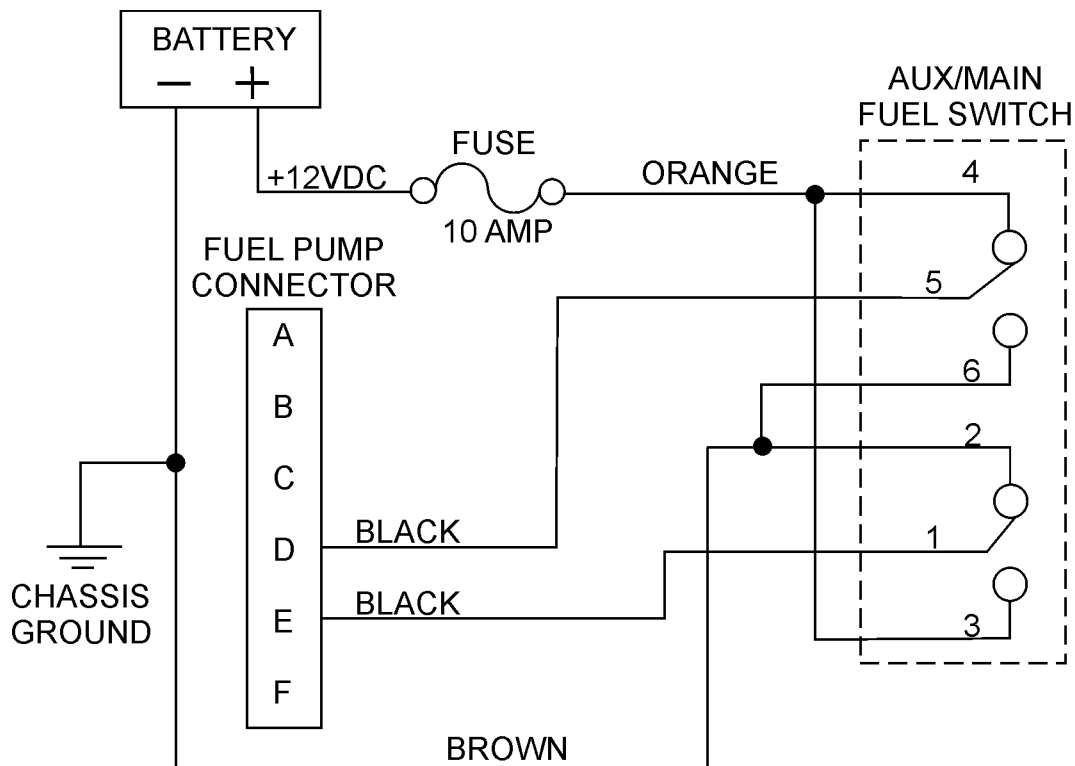 BATTERY
− +
AUX/MAIN
FUEL SWITCH
FUSE
+12VDC
ORANGE
4
10 AMP
FUEL PUMP
CONNECTOR
5
A
6
B
2
C
BLACK
1
D
CHASSIS
GROUND
BLACK
E
3
F
BROWN